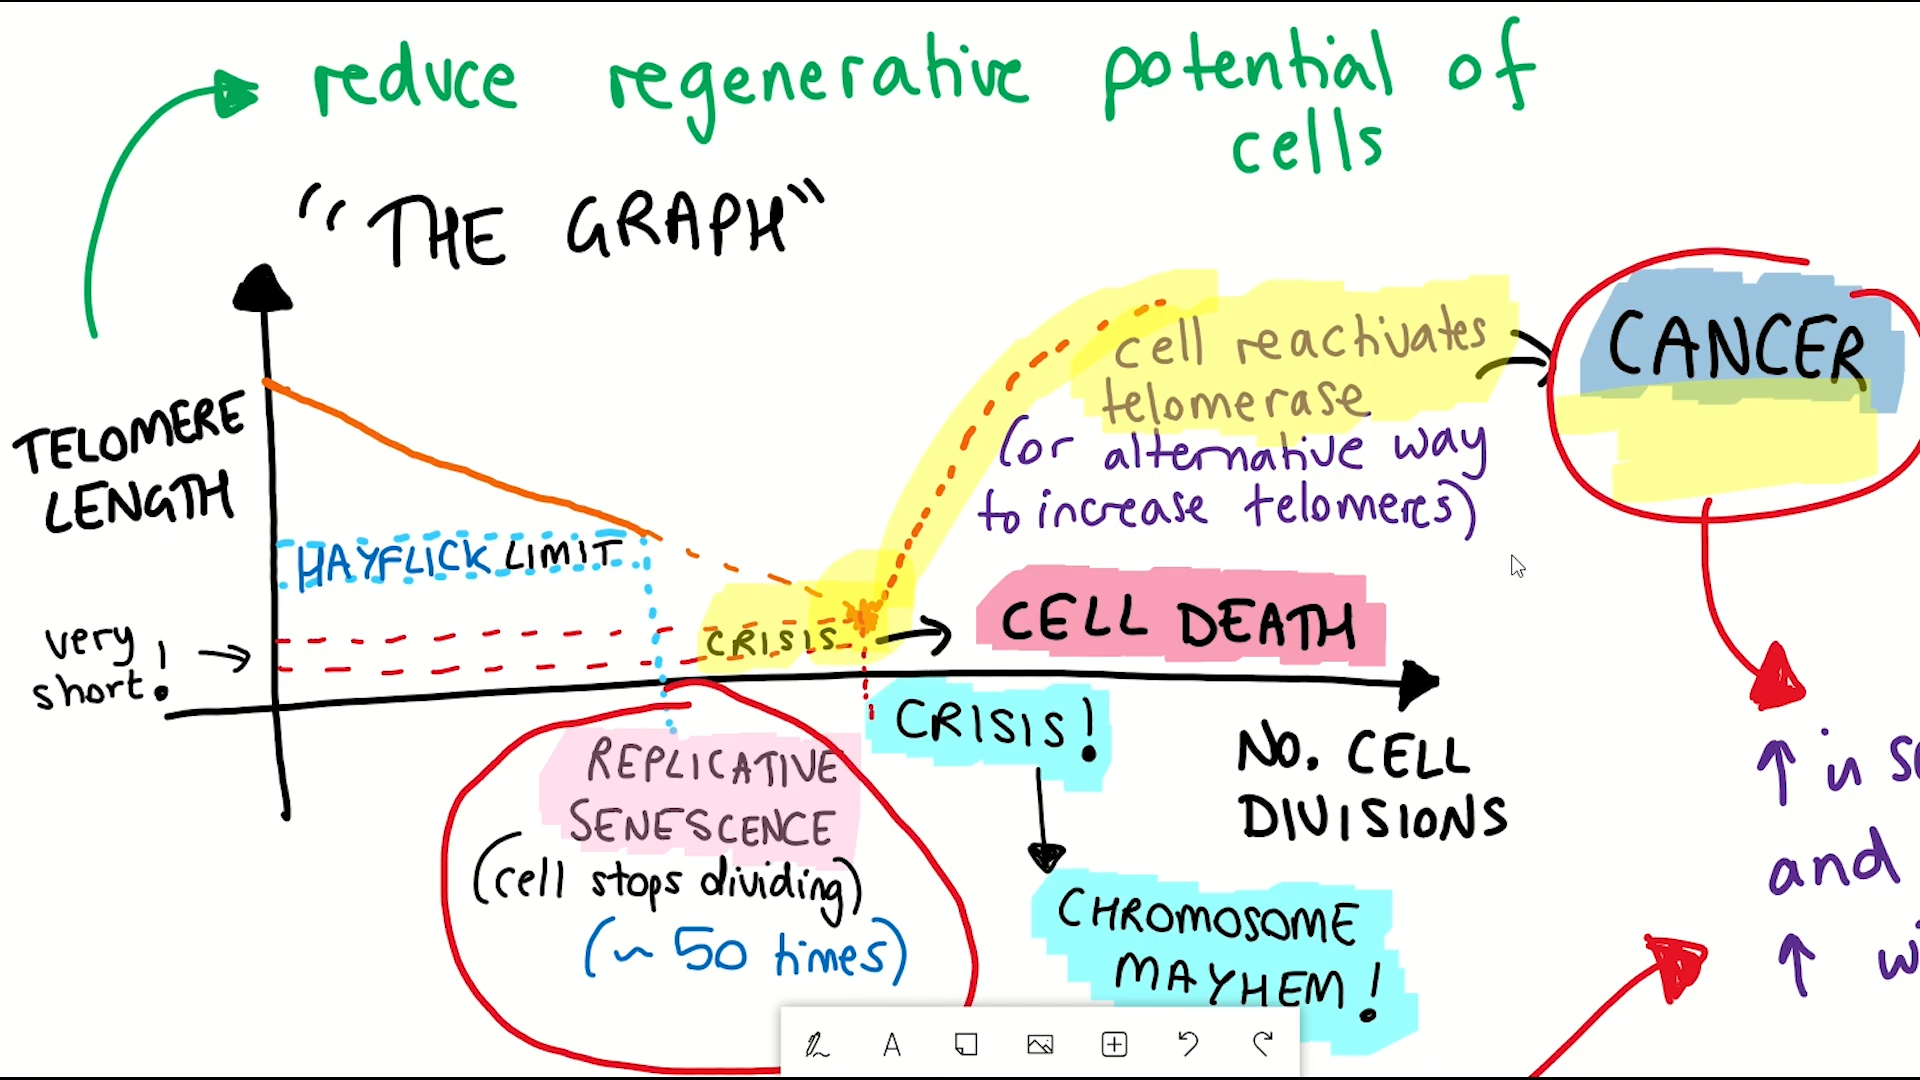 reduce regenerative potential of
cells
"THE GRAPH"
TELOMERE
LENGTH
HAYFLICK LIMIT
very
short!
CRISIS
cell reactivates
telomerase
(or alternative way
to increase telomeres)
CANCER
CELL DEATH
CRISIS!
NO. CELL
DIVISIONS
REPLICATIVE
SENESCENCE
(cell stops dividing)
(~ 50 times)
CHROMOSOME
MAYHEM!
↑ in
and
↑
A